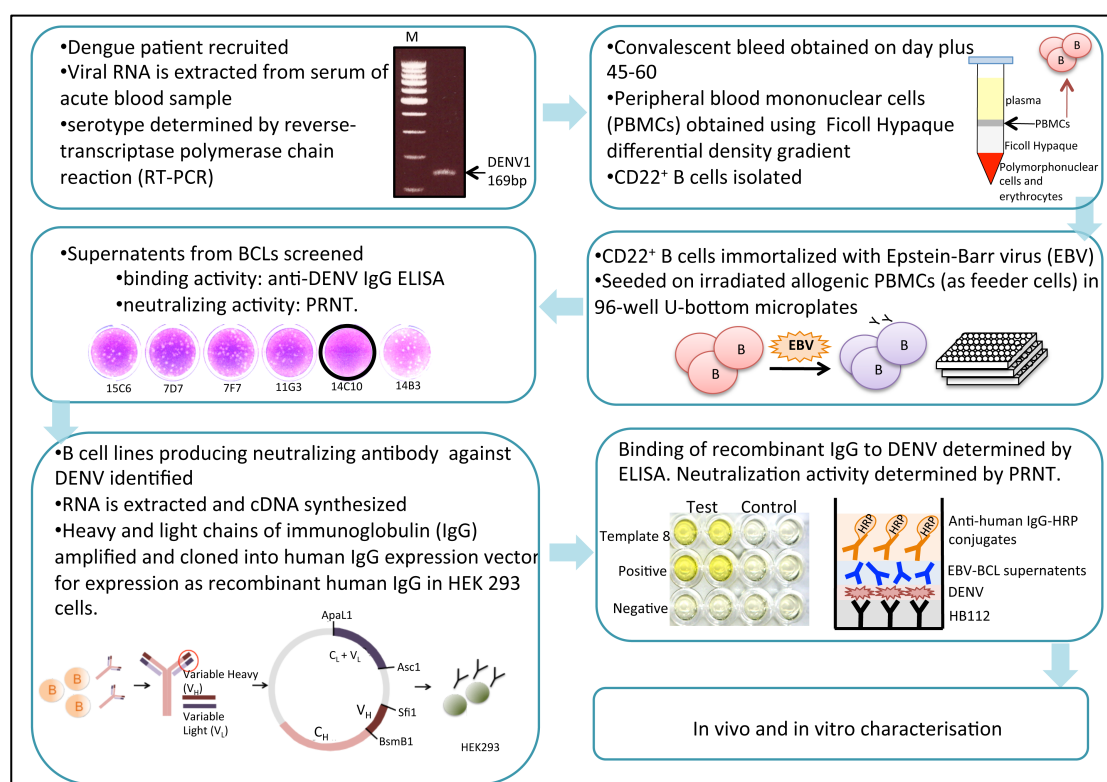 •Dengue patient recruited
•Viral RNA is extracted from serum of
acute blood sample
•serotype determined by reverse-
transcriptase polymerase chain
reaction (RT-PCR)
M
DENV1
169bp
•Convalescent bleed obtained on day plus
45-60
•Peripheral blood mononuclear cells
(PBMCs) obtained using Ficoll Hypaque
differential density gradient
•CD22⁺ B cells isolated
B
B
B
plasma
PBMCs
Ficoll Hypaque
Polymorphonuclear
cells and
erythrocytes
•CD22⁺ B cells immortalized with Epstein-Barr virus (EBV)
•Seeded on irradiated allogenic PBMCs (as feeder cells) in
96-well U-bottom microplates
B
B
EBV
B
B
•Supernatents from BCLs screened
•binding activity: anti-DENV IgG ELISA
•neutralizing activity: PRNT.
15C6
7D7
7F7
11G3
14C10
14B3
•B cell lines producing neutralizing antibody against
DENV identified
•RNA is extracted and cDNA synthesized
•Heavy and light chains of immunoglobulin (IgG)
amplified and cloned into human IgG expression vector
for expression as recombinant human IgG in HEK 293
cells.
B
B
B
Variable Heavy
(V_H)
Variable
Light (V_L)
ApaL1
C_L + V_L
Asc1
V_H
Sfi1
BsmB1
C_H
HEK293
Binding of recombinant IgG to DENV determined by
ELISA. Neutralization activity determined by PRNT.
Test
Control
Template 8
Positive
Negative
HRP
HRP
HRP
Anti-human IgG-HRP
conjugates
EBV-BCL supernatents
DENV
HB112
In vivo and in vitro characterisation